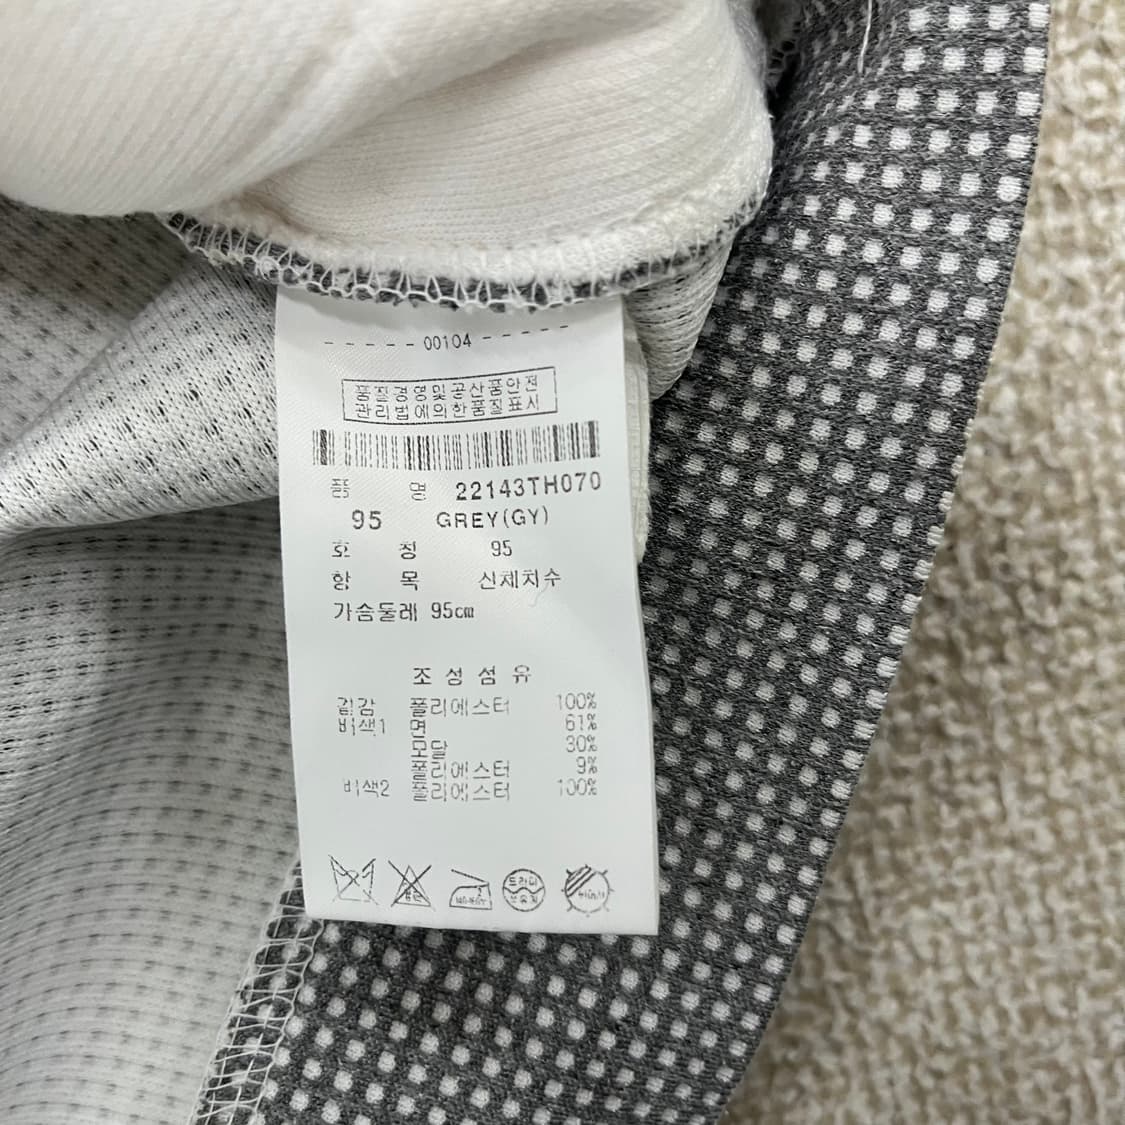 - - - - - 00104 - - - - -
품질경영및공산품안전
관리법에의한품질표시
품 명 22143TH070
95 GREY(GY)
호 칭 95
항 목 신체치수
가슴둘레 95cm
조 성 섬 유
겉감 폴리에스터 100%
배색1 면 61%
모달 30%
폴리에스터 9%
배색2 폴리에스터 100%
드라이